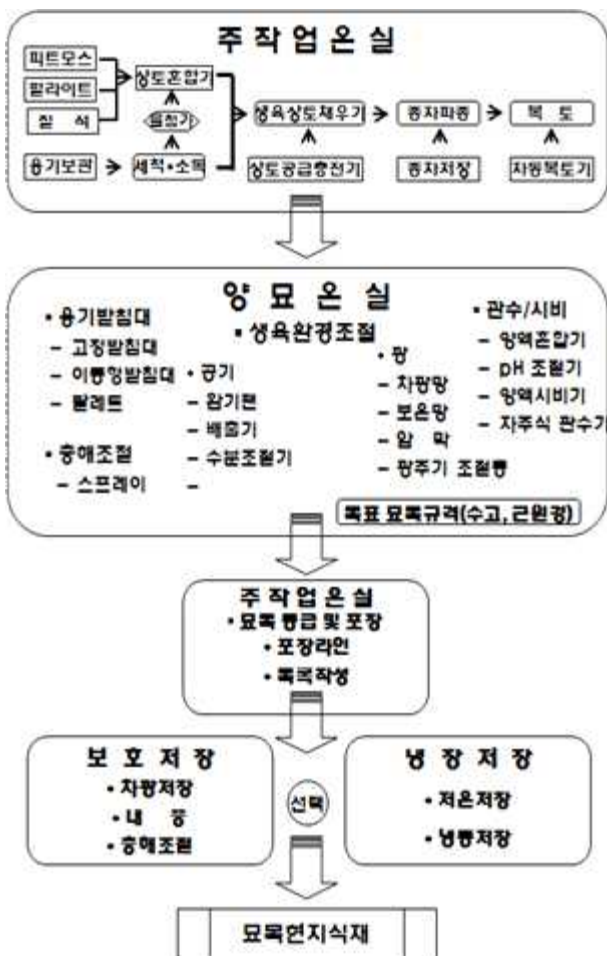 주작업온실
피트모스
펄라이트
질 석
상토혼합기
용기보관
세척•소독
생육상토채우기
종자파종
복 토
상토공급충전기
종자저장
자동복토기
양 묘 온 실
• 용기받침대
– 고정받침대
– 이동형받침대
– 팔레트
• 충해조절
– 스프레이
• 생육환경조절
• 공기
– 환기팬
– 배출기
– 수분조절기
–
• 광
– 차광망
– 보온망
– 암 막
– 광주기 조절등
• 관수/시비
– 양액혼합기
– pH 조절기
– 양액시비기
– 자주식 관수기
목표 묘목규격(수고, 근원경)
주작업온실
• 묘목 등급 및 포장
• 포장라인
• 목록작성
보호저장
• 차광저장
• 충해조절
선택
냉장저장
• 저온저장
• 냉동저장
묘목현지식재